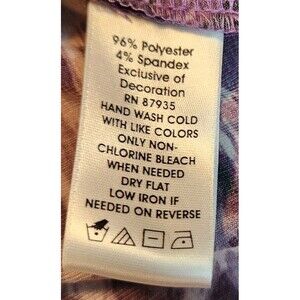 96% Polyester
4% Spandex
Exclusive of
Decoration
RN 87935
HAND WASH COLD
WITH LIKE COLORS
ONLY NON-
CHLORINE BLEACH
WHEN NEEDED
DRY FLAT
LOW IRON IF
NEEDED ON REVERSE